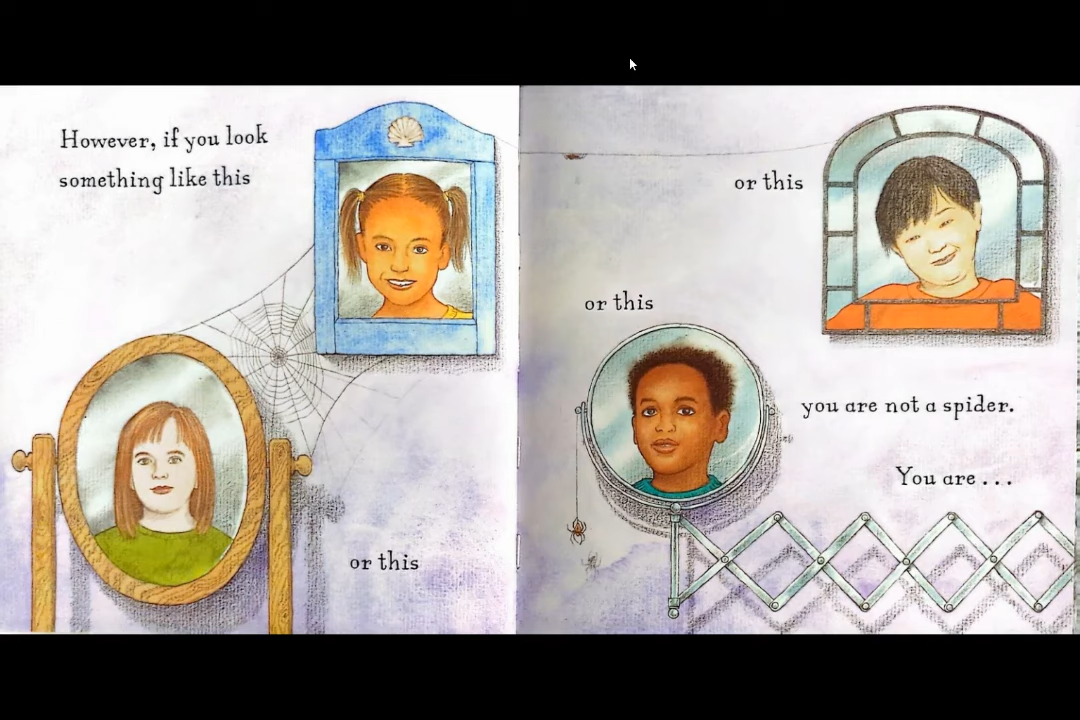 However, if you look
something like this
or this
or this
or this
you are not a spider.
You are . . .